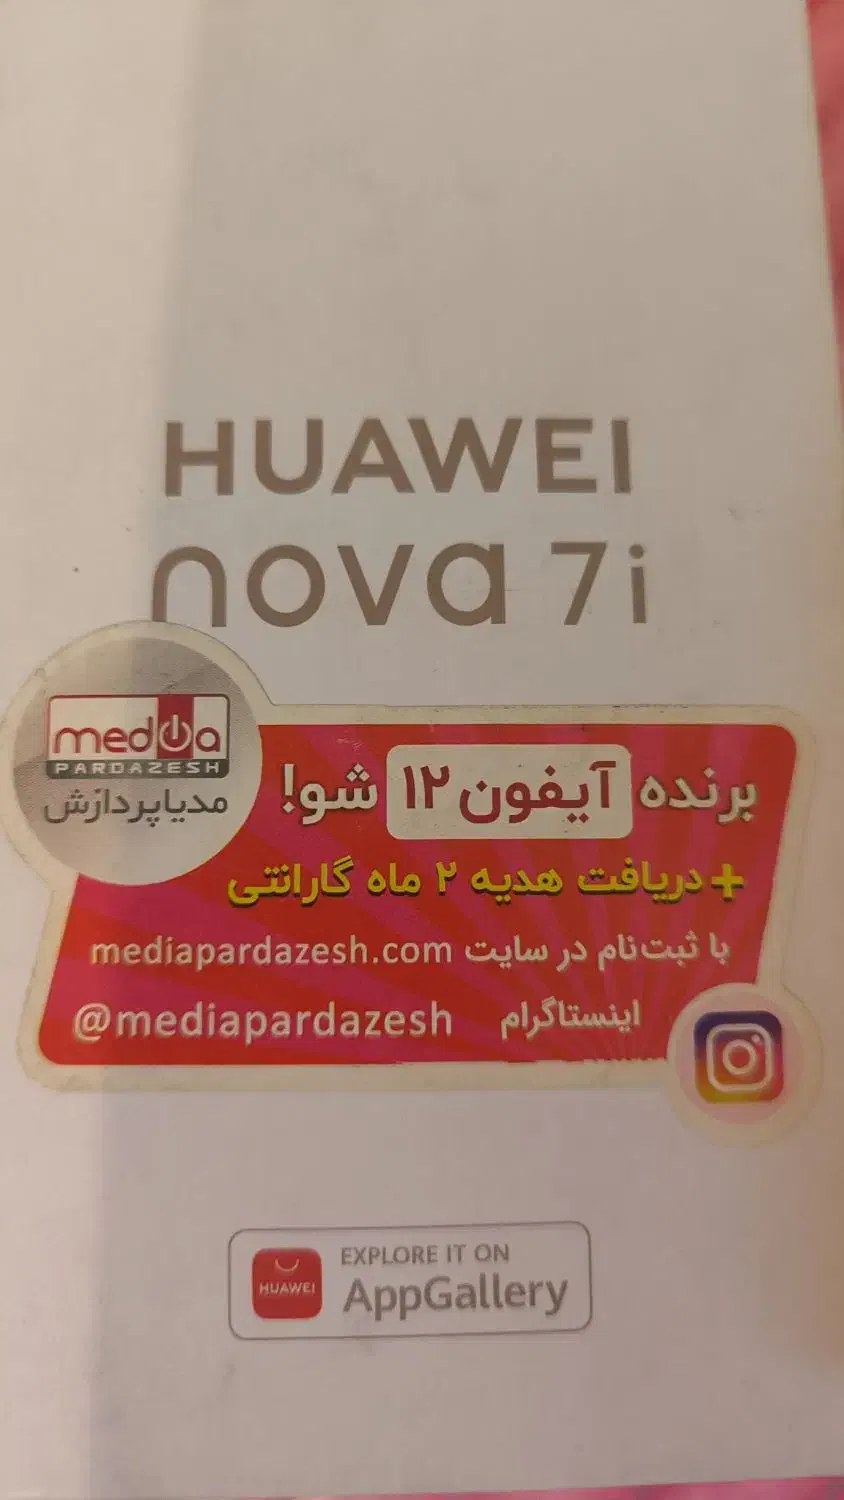 HUAWEI
nova 7i
media
PARDAZESH
مدیاپردازش
برنده آیفون ۱۲ شو!
+ دریافت هدیه ۲ ماه گارانتی
با ثبت‌نام در سایت mediapardazesh.com
اینستاگرام @mediapardazesh
EXPLORE IT ON
HUAWEI AppGallery